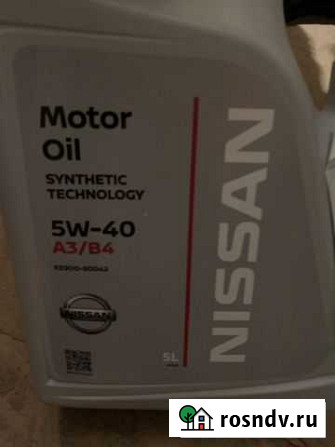 Motor
Oil
SYNTHETIC
TECHNOLOGY
5W-40
A3/B4
NISSAN
5L
NISSAN
rosndv.ru